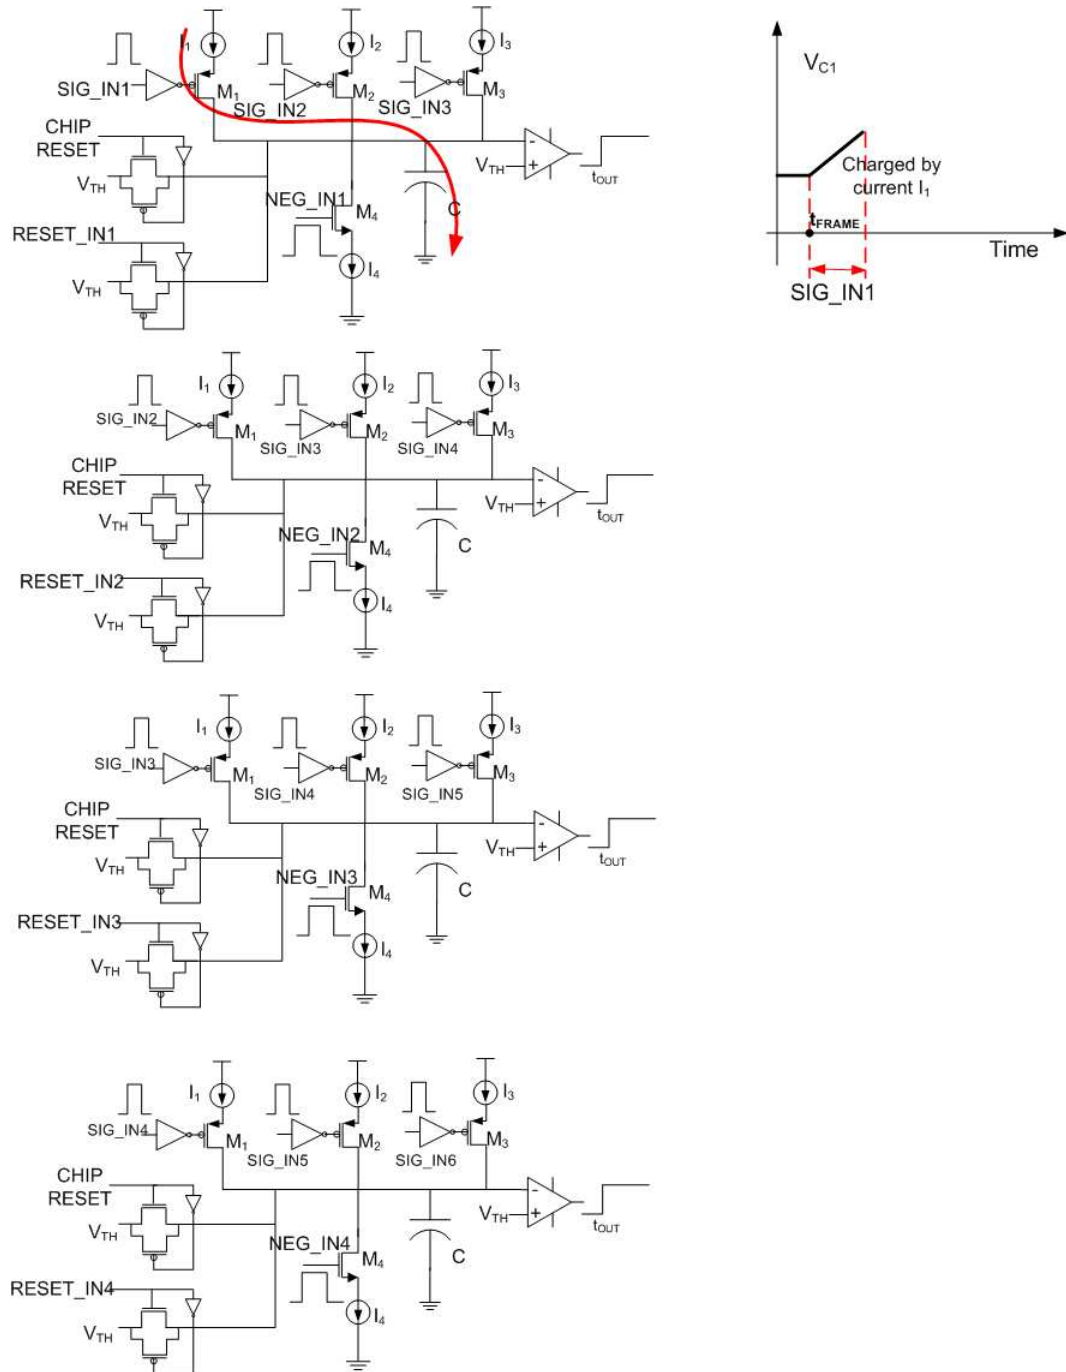 I1
I2
I3
SIG_IN1
M1
SIG_IN2
M2
SIG_IN3
M3
CHIP
RESET
VTH
VTH
-
+
tOUT
NEG_IN1
M4
C
RESET_IN1
VTH
I4
VC1
Charged by
current I1
tFRAME
Time
SIG_IN1
I1
I2
I3
SIG_IN2
M1
SIG_IN3
M2
SIG_IN4
M3
CHIP
RESET
VTH
VTH
-
+
tOUT
NEG_IN2
M4
C
RESET_IN2
VTH
I4
I1
I2
I3
SIG_IN3
M1
SIG_IN4
M2
SIG_IN5
M3
CHIP
RESET
VTH
VTH
-
+
tOUT
NEG_IN3
M4
C
RESET_IN3
VTH
I4
I1
I2
I3
SIG_IN4
M1
SIG_IN5
M2
SIG_IN6
M3
CHIP
RESET
VTH
VTH
-
+
tOUT
NEG_IN4
M4
C
RESET_IN4
VTH
I4